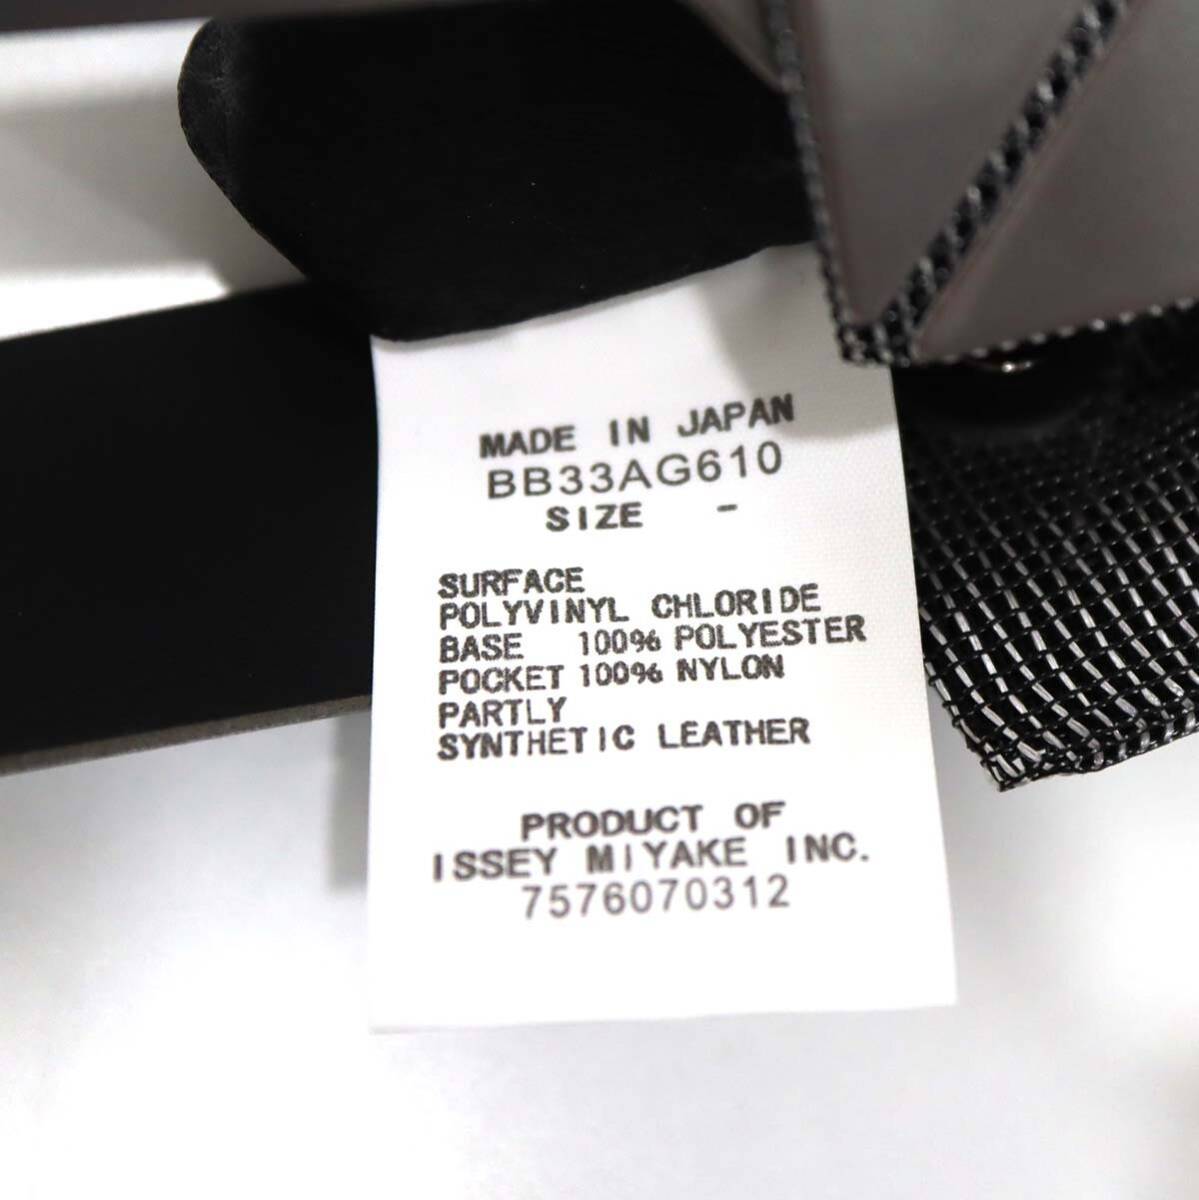 MADE IN JAPAN
BB33AG610
SIZE -
SURFACE
POLYVINYL CHLORIDE
BASE 100% POLYESTER
POCKET 100% NYLON
PARTLY
SYNTHETIC LEATHER
PRODUCT OF
ISSEY MIYAKE INC.
7576070312